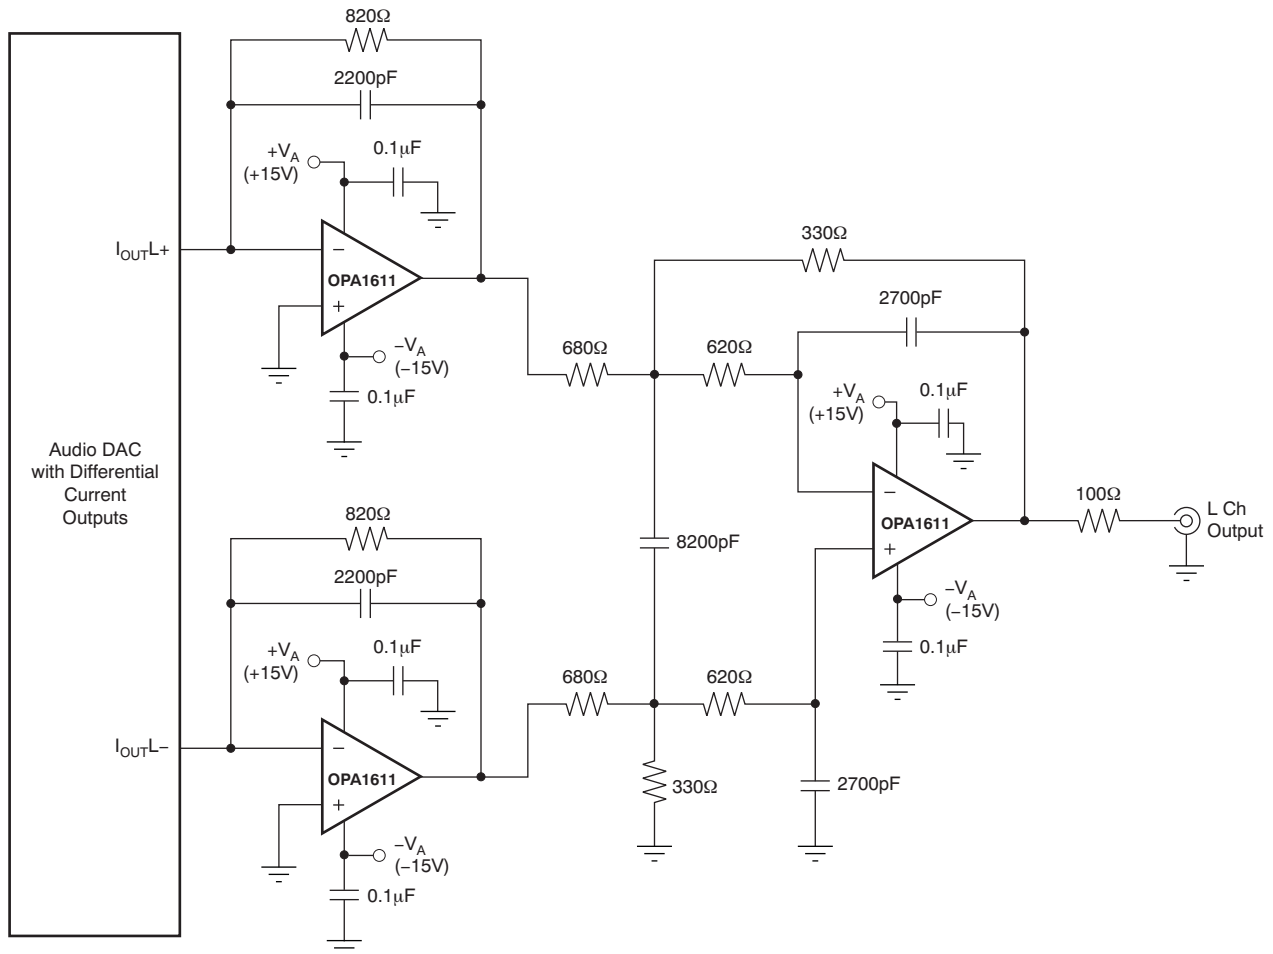 820Ω
2200pF
+VA
(+15V)
0.1μF
IOUTL+
−
OPA1611
+
−VA
(−15V)
0.1μF
330Ω
2700pF
680Ω
620Ω
+VA
(+15V)
0.1μF
Audio DAC
with Differential
Current
Outputs
−
OPA1611
+
100Ω
L Ch
Output
8200pF
−VA
(−15V)
0.1μF
820Ω
2200pF
+VA
(+15V)
0.1μF
680Ω
620Ω
IOUTL−
−
OPA1611
+
330Ω
2700pF
−VA
(−15V)
0.1μF